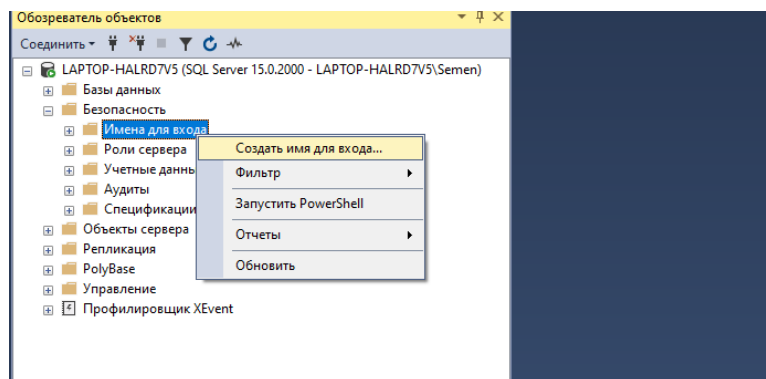 Обозреватель объектов
Соединить
LAPTOP-HALRD7V5 (SQL Server 15.0.2000 - LAPTOP-HALRD7V5\Semen)
Базы данных
Безопасность
Имена для входа
Создать имя для входа...
Роли сервера
Фильтр
Учетные данн
Аудиты
Запустить PowerShell
Спецификации
Отчеты
Объекты сервера
Репликация
Обновить
PolyBase
Управление
Профилировщик XEvent